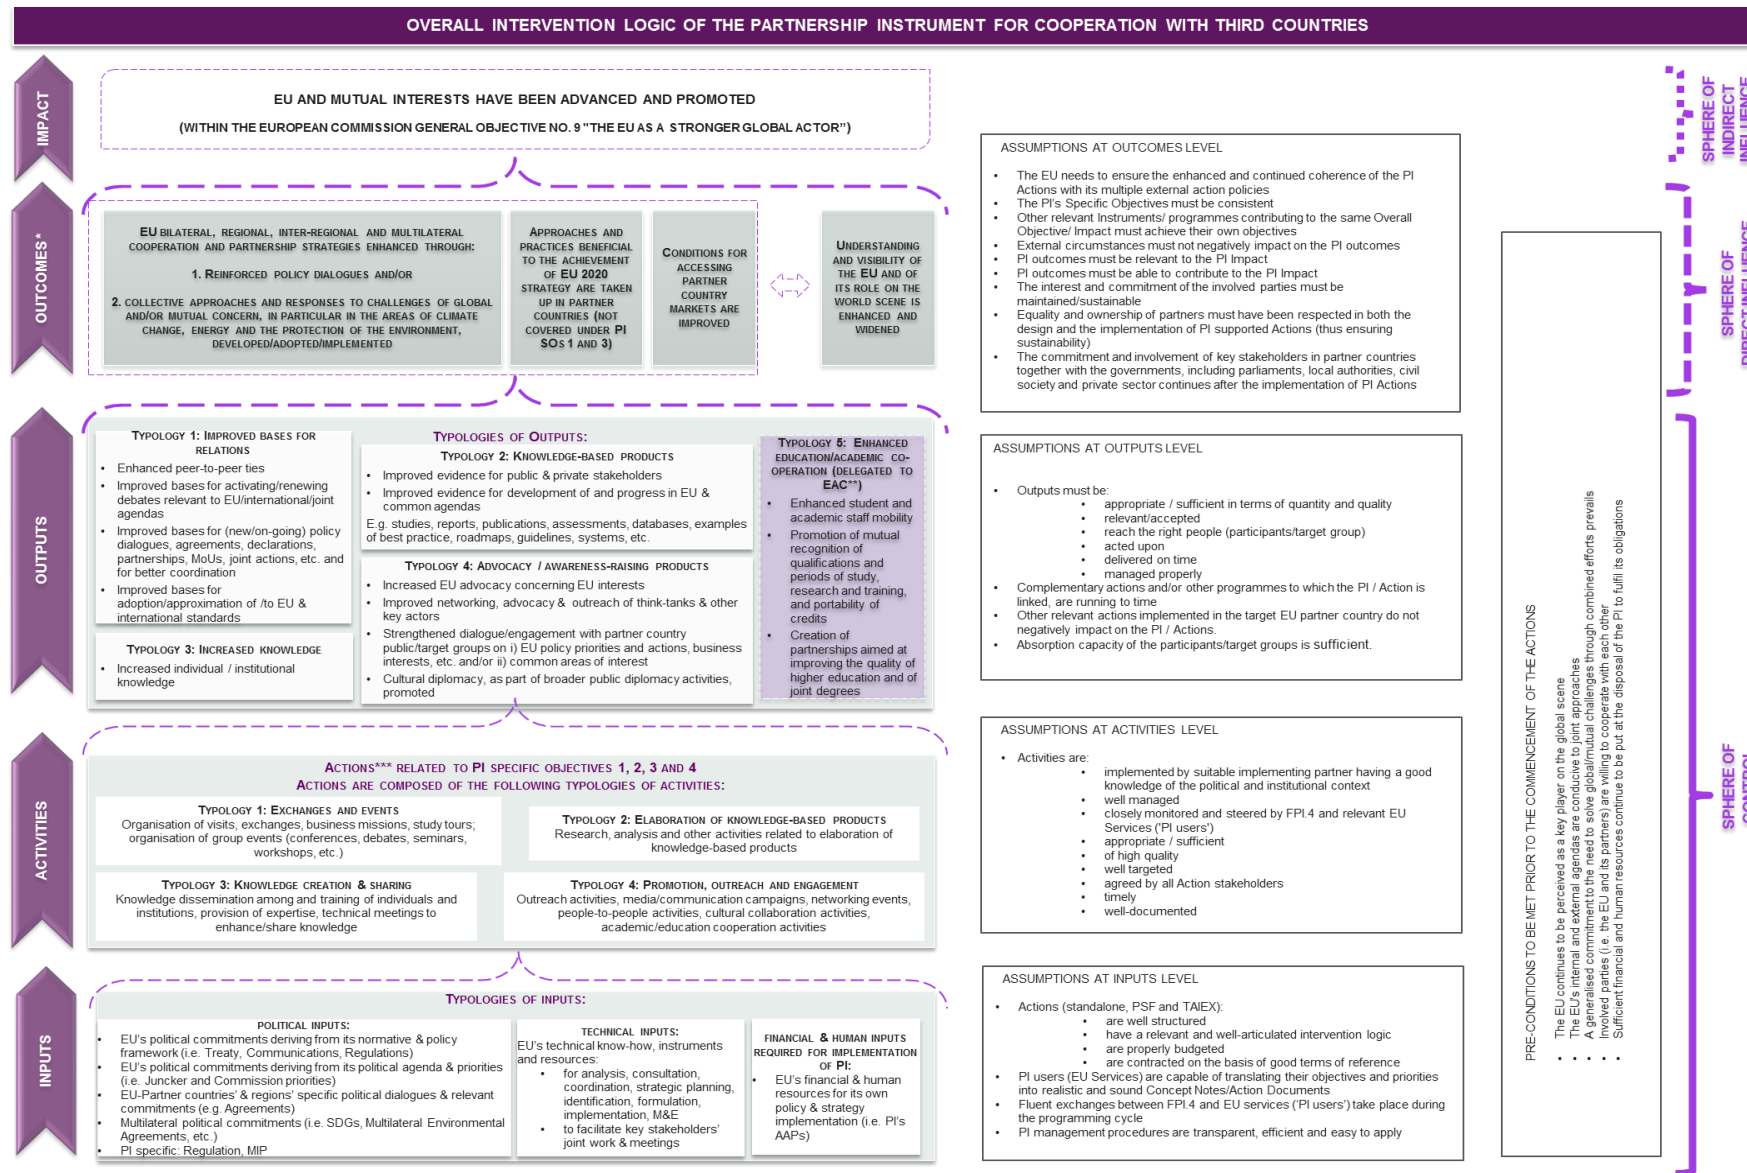 OVERALL INTERVENTION LOGIC OF THE PARTNERSHIP INSTRUMENT FOR COOPERATION WITH THIRD COUNTRIES
IMPACT
EU AND MUTUAL INTERESTS HAVE BEEN ADVANCED AND PROMOTED
(WITHIN THE EUROPEAN COMMISSION GENERAL OBJECTIVE NO. 9 "THE EU AS A STRONGER GLOBAL ACTOR")
OUTCOMES*
EU BILATERAL, REGIONAL, INTER-REGIONAL AND MULTILATERAL
COOPERATION AND PARTNERSHIP STRATEGIES ENHANCED THROUGH:
1. REINFORCED POLICY DIALOGUES AND/OR
2. COLLECTIVE APPROACHES AND RESPONSES TO CHALLENGES OF GLOBAL
AND/OR MUTUAL CONCERN, IN PARTICULAR IN THE AREAS OF CLIMATE
CHANGE, ENERGY AND THE PROTECTION OF THE ENVIRONMENT,
DEVELOPED/ADOPTED/IMPLEMENTED
APPROACHES AND
PRACTICES BENEFICIAL
TO THE ACHIEVEMENT
OF EU 2020
STRATEGY ARE TAKEN
UP IN PARTNER
COUNTRIES (NOT
COVERED UNDER PI
SOS 1 AND 3)
CONDITIONS FOR
ACCESSING
PARTNER
COUNTRY
MARKETS ARE
IMPROVED
UNDERSTANDING
AND VISIBILITY OF
THE EU AND OF
ITS ROLE ON THE
WORLD SCENE IS
ENHANCED AND
WIDENED
OUTPUTS
TYPOLOGIES OF OUTPUTS:
TYPOLOGY 1: IMPROVED BASES FOR
RELATIONS
• Enhanced peer-to-peer ties
• Improved bases for activating/renewing
debates relevant to EU/international/joint
agendas
• Improved bases for (new/on-going) policy
dialogues, agreements, declarations,
partnerships, MoUs, joint actions, etc. and
for better coordination
• Improved bases for
adoption/approximation of /to EU &
international standards
TYPOLOGY 3: INCREASED KNOWLEDGE
• Increased individual / institutional
knowledge
TYPOLOGY 2: KNOWLEDGE-BASED PRODUCTS
• Improved evidence for public & private stakeholders
• Improved evidence for development of and progress in EU &
common agendas
E.g. studies, reports, publications, assessments, databases, examples
of best practice, roadmaps, guidelines, systems, etc.
TYPOLOGY 4: ADVOCACY / AWARENESS-RAISING PRODUCTS
• Increased EU advocacy concerning EU interests
• Improved networking, advocacy & outreach of think-tanks & other
key actors
• Strengthened dialogue/engagement with partner country
public/target groups on i) EU policy priorities and actions, business
interests, etc. and/or ii) common areas of interest
• Cultural diplomacy, as part of broader public diplomacy activities,
promoted
TYPOLOGY 5: ENHANCED
EDUCATION/ACADEMIC CO-
OPERATION (DELEGATED TO
EAC**)
• Enhanced student and
academic staff mobility
• Promotion of mutual
recognition of
qualifications and
periods of study,
research and training,
and portability of
credits
• Creation of
partnerships aimed at
improving the quality of
higher education and of
joint degrees
ACTIVITIES
ACTIONS*** RELATED TO PI SPECIFIC OBJECTIVES 1, 2, 3 AND 4
ACTIONS ARE COMPOSED OF THE FOLLOWING TYPOLOGIES OF ACTIVITIES:
TYPOLOGY 1: EXCHANGES AND EVENTS
Organisation of visits, exchanges, business missions, study tours;
organisation of group events (conferences, debates, seminars,
workshops, etc.)
TYPOLOGY 2: ELABORATION OF KNOWLEDGE-BASED PRODUCTS
Research, analysis and other activities related to elaboration of
knowledge-based products
TYPOLOGY 3: KNOWLEDGE CREATION & SHARING
Knowledge dissemination among and training of individuals and
institutions, provision of expertise, technical meetings to
enhance/share knowledge
TYPOLOGY 4: PROMOTION, OUTREACH AND ENGAGEMENT
Outreach activities, media/communication campaigns, networking events,
people-to-people activities, cultural collaboration activities,
academic/education cooperation activities
INPUTS
TYPOLOGIES OF INPUTS:
POLITICAL INPUTS:
• EU's political commitments deriving from its normative & policy
framework (i.e. Treaty, Communications, Regulations)
• EU's political commitments deriving from its political agenda & priorities
(i.e. Juncker and Commission priorities)
• EU-Partner countries' & regions' specific political dialogues & relevant
commitments (e.g. Agreements)
• Multilateral political commitments (i.e. SDGs, Multilateral Environmental
Agreements, etc.)
• PI specific: Regulation, MIP
TECHNICAL INPUTS:
EU's technical know-how, instruments
and resources:
• for analysis, consultation,
coordination, strategic planning,
identification, formulation,
implementation, M&E
• to facilitate key stakeholders'
joint work & meetings
FINANCIAL & HUMAN INPUTS
REQUIRED FOR IMPLEMENTATION
OF PI:
• EU's financial & human
resources for its own
policy & strategy
implementation (i.e. PI's
AAPs)
ASSUMPTIONS AT OUTCOMES LEVEL
• The EU needs to ensure the enhanced and continued coherence of the PI
Actions with its multiple external action policies
• The PI's Specific Objectives must be consistent
• Other relevant Instruments/ programmes contributing to the same Overall
Objective/ Impact must achieve their own objectives
• External circumstances must not negatively impact on the PI outcomes
• PI outcomes must be relevant to the PI Impact
• PI outcomes must be able to contribute to the PI Impact
• The interest and commitment of the involved parties must be
maintained/sustainable
• Equality and ownership of partners must have been respected in both the
design and the implementation of PI supported Actions (thus ensuring
sustainability)
• The commitment and involvement of key stakeholders in partner countries
together with the governments, including parliaments, local authorities, civil
society and private sector continues after the implementation of PI Actions
ASSUMPTIONS AT OUTPUTS LEVEL
• Outputs must be:
• appropriate / sufficient in terms of quantity and quality
• relevant/accepted
• reach the right people (participants/target group)
• acted upon
• delivered on time
• managed properly
• Complementary actions and/or other programmes to which the PI / Action is
linked, are running to time
• Other relevant actions implemented in the target EU partner country do not
negatively impact on the PI / Actions.
• Absorption capacity of the participants/target groups is sufficient.
ASSUMPTIONS AT ACTIVITIES LEVEL
• Activities are:
• implemented by suitable implementing partner having a good
knowledge of the political and institutional context
• well managed
• closely monitored and steered by FPI.4 and relevant EU
Services ('PI users')
• appropriate / sufficient
• of high quality
• well targeted
• agreed by all Action stakeholders
• timely
• well-documented
ASSUMPTIONS AT INPUTS LEVEL
• Actions (standalone, PSF and TAIEX):
• are well structured
• have a relevant and well-articulated intervention logic
• are properly budgeted
• are contracted on the basis of good terms of reference
• PI users (EU Services) are capable of translating their objectives and priorities
into realistic and sound Concept Notes/Action Documents
• Fluent exchanges between FPI.4 and EU services ('PI users') take place during
the programming cycle
• PI management procedures are transparent, efficient and easy to apply
PRE-CONDITIONS TO BE MET PRIOR TO THE COMMENCEMENT OF THE ACTIONS
• The EU continues to be perceived as a key player on the global scene
• The EU's internal and external agendas are conducive to joint approaches
• A generalised commitment to the need to solve global/mutual challenges through combined efforts prevails
• Involved parties (i.e. the EU and its partners) are willing to cooperate with each other
• Sufficient financial and human resources continue to be put at the disposal of the PI to fulfil its obligations
SPHERE OF
INDIRECT
INFLUENCE
SPHERE OF
DIRECT INFLUENCE
SPHERE OF
CONTROL